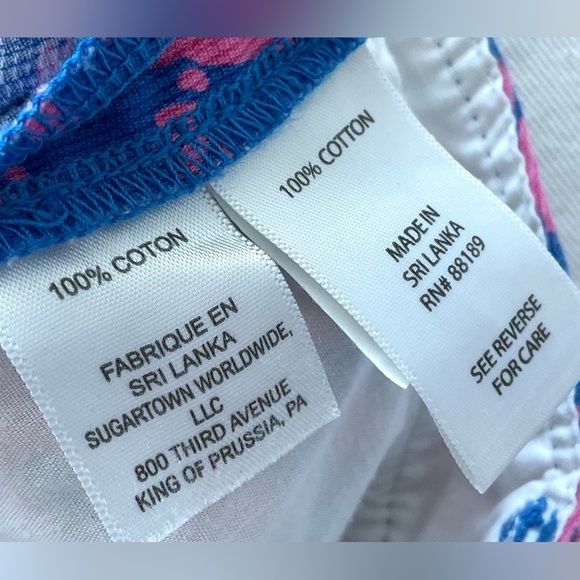 100% COTON
FABRIQUE EN
SRI LANKA
SUGARTOWN WORLDWIDE,
LLC
800 THIRD AVENUE
KING OF PRUSSIA, PA
100% COTTON
MADE IN
SRI LANKA
RN# 88189
SEE REVERSE
FOR CARE